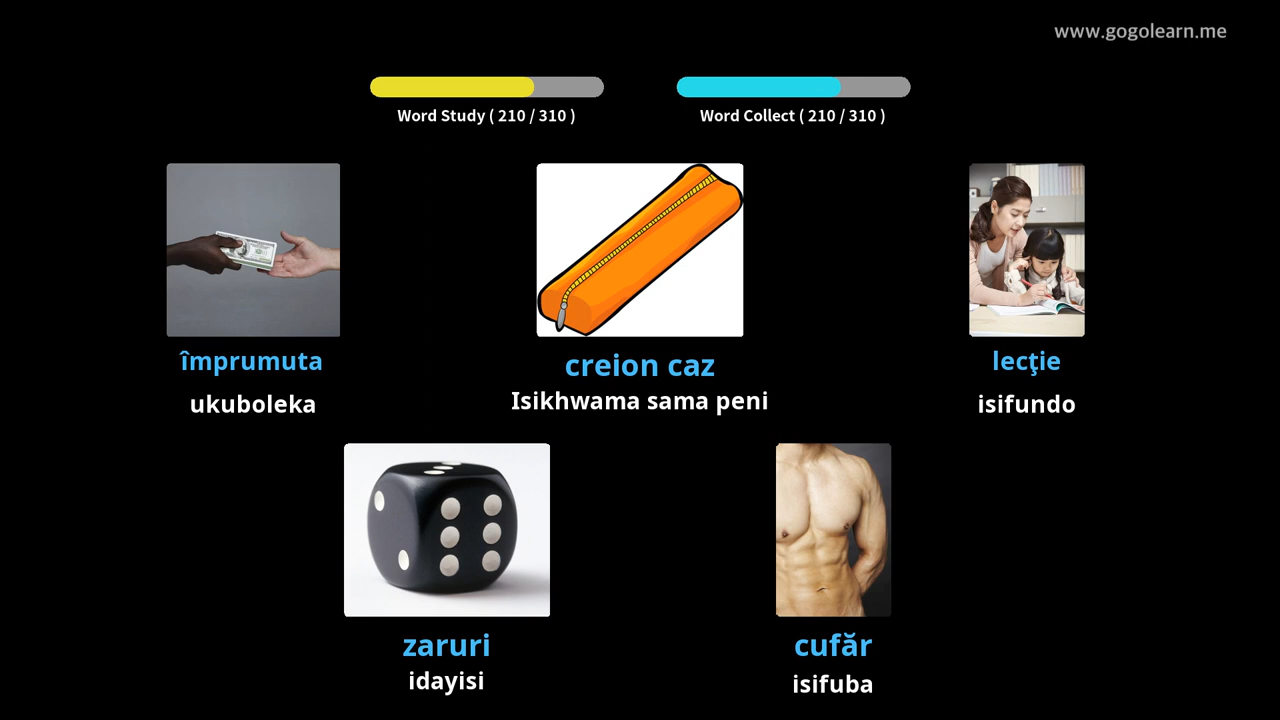 www.gogolearn.me
Word Study ( 210 / 310 )
Word Collect ( 210 / 310 )
împrumuta
ukuboleka
creion caz
Isikhwama sama peni
lecţie
isifundo
zaruri
idayisi
cufăr
isifuba